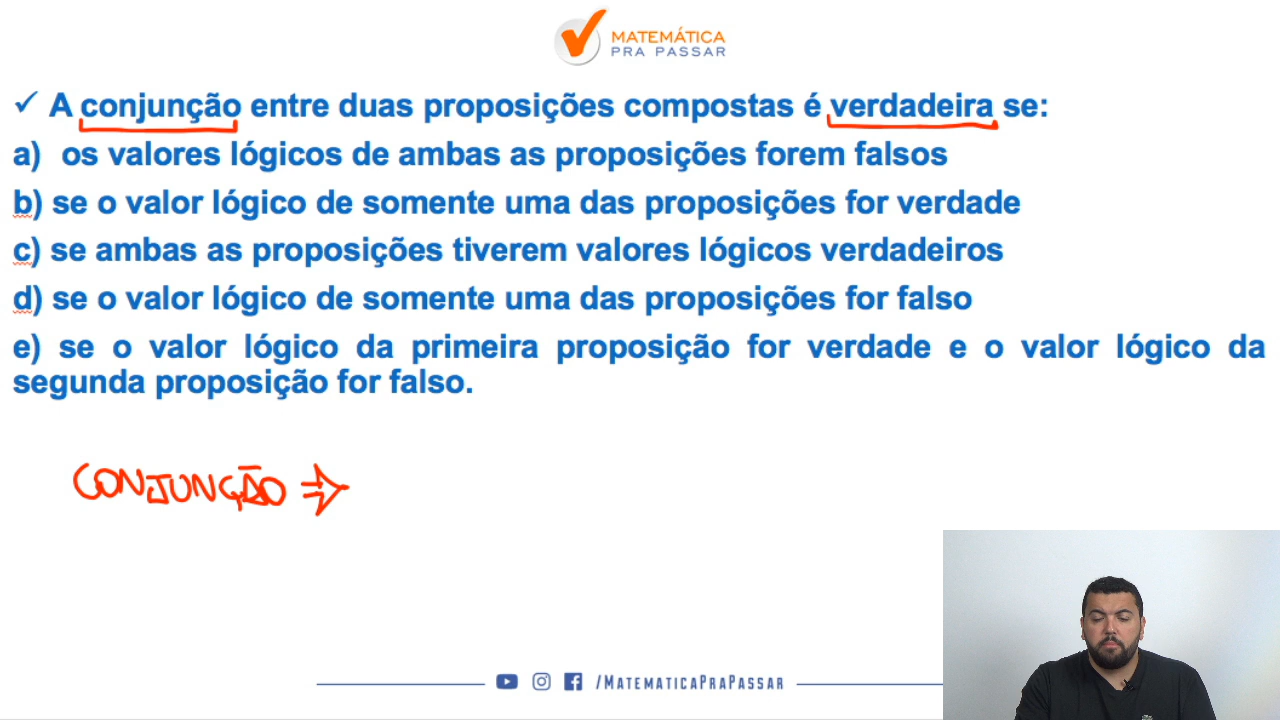 MATEMÁTICA
PRA PASSAR
✓ A conjunção entre duas proposições compostas é verdadeira se:
a) os valores lógicos de ambas as proposições forem falsos
b) se o valor lógico de somente uma das proposições for verdade
c) se ambas as proposições tiverem valores lógicos verdadeiros
d) se o valor lógico de somente uma das proposições for falso
e) se o valor lógico da primeira proposição for verdade e o valor lógico da
segunda proposição for falso.
CONJUNÇÃO ⇒
/MATEMATICAPRAPASSAR